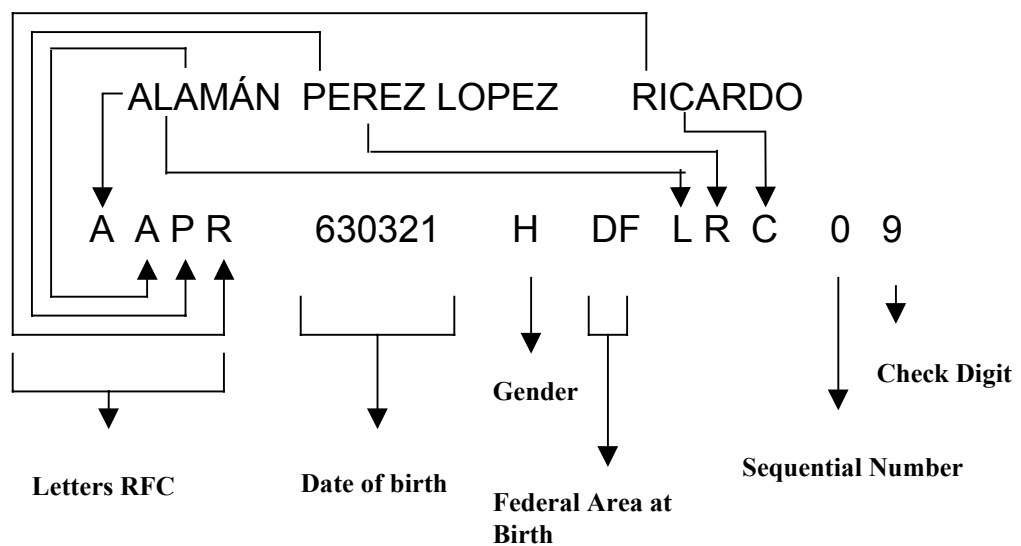 ALAMÁN PEREZ LOPEZ RICARDO
A A P R 630321 H DF L R C 0 9
Check Digit
Gender
Sequential Number
Letters RFC
Date of birth
Federal Area at
Birth